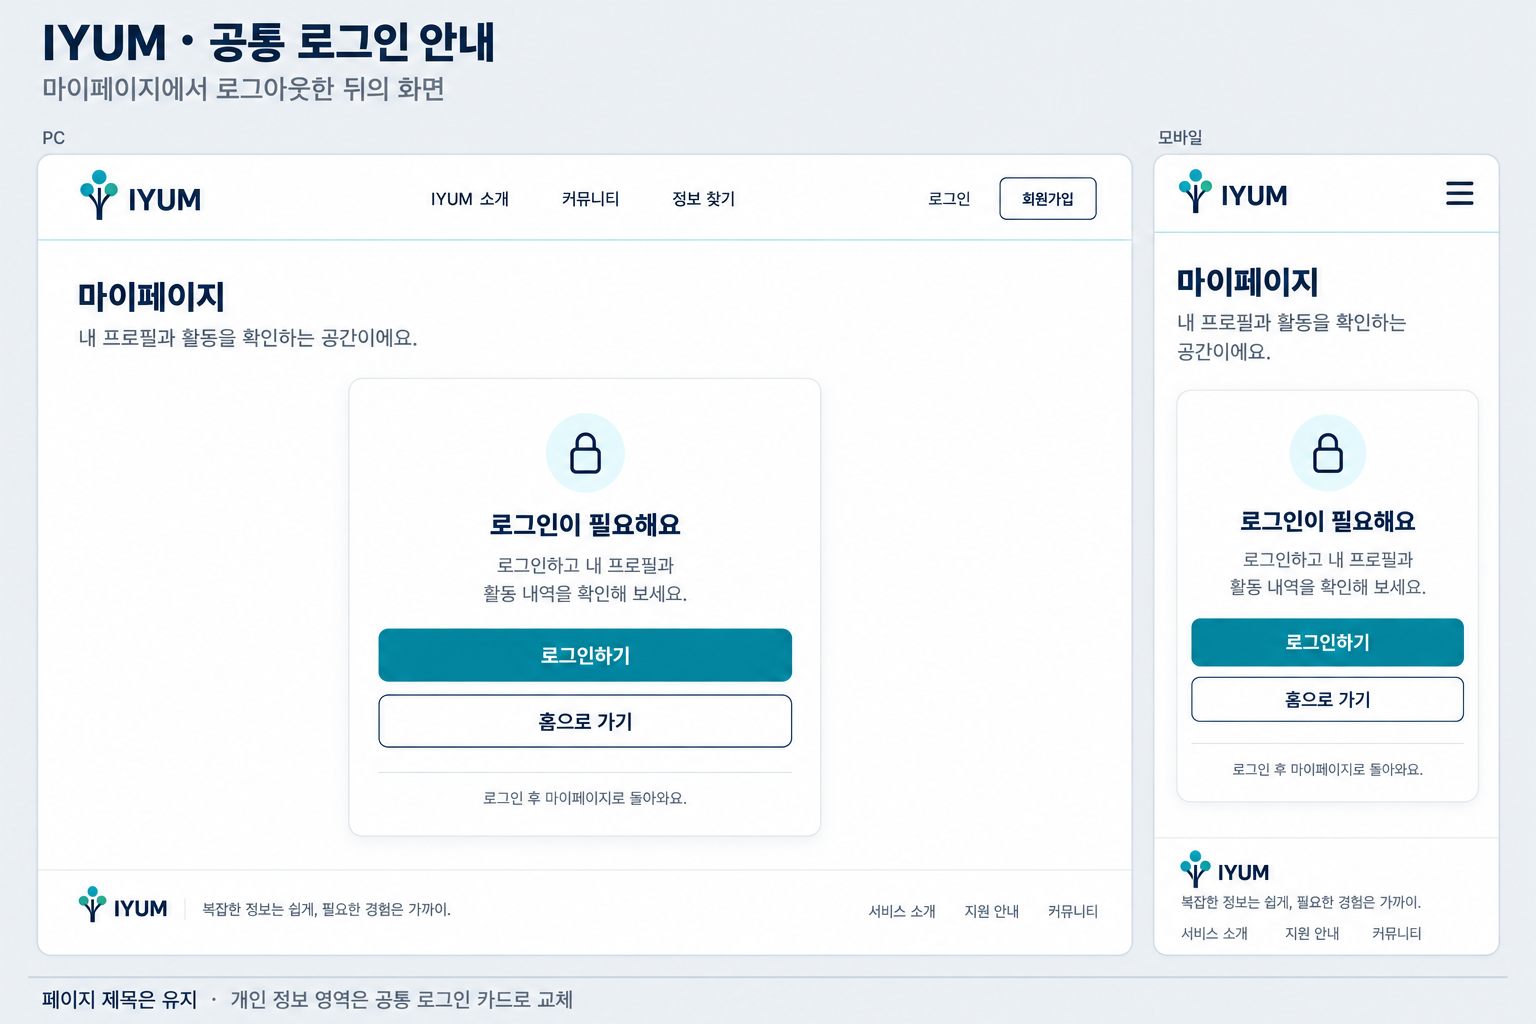 IYUM · 공통 로그인 안내
마이페이지에서 로그아웃한 뒤의 화면
PC
IYUM
IYUM 소개
커뮤니티
정보 찾기
로그인
회원가입
마이페이지
내 프로필과 활동을 확인하는 공간이에요.
로그인이 필요해요
로그인하고 내 프로필과
활동 내역을 확인해 보세요.
로그인하기
홈으로 가기
로그인 후 마이페이지로 돌아와요.
IYUM
복잡한 정보는 쉽게, 필요한 경험은 가까이.
서비스 소개
지원 안내
커뮤니티
모바일
IYUM
마이페이지
내 프로필과 활동을 확인하는
공간이에요.
로그인이 필요해요
로그인하고 내 프로필과
활동 내역을 확인해 보세요.
로그인하기
홈으로 가기
로그인 후 마이페이지로 돌아와요.
IYUM
복잡한 정보는 쉽게, 필요한 경험은 가까이.
서비스 소개
지원 안내
커뮤니티
페이지 제목은 유지 · 개인 정보 영역은 공통 로그인 카드로 교체